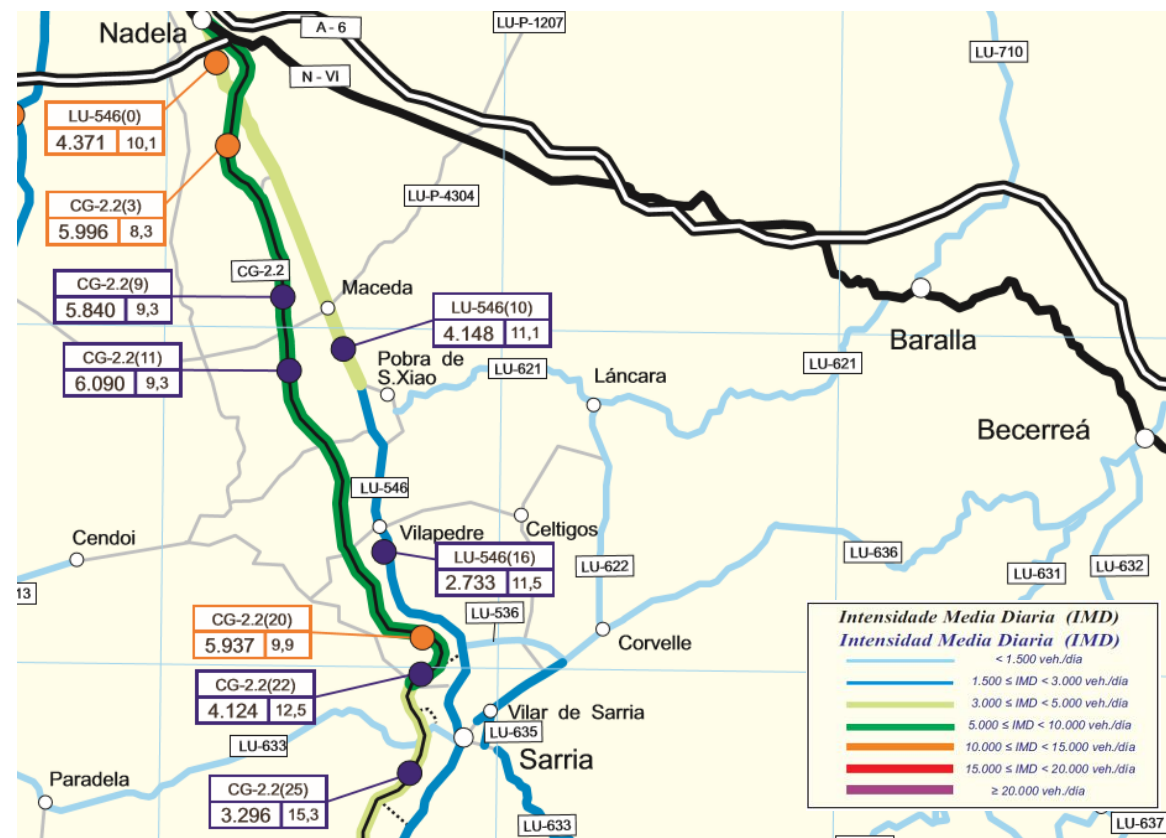 Nadela
A - 6
LU-P-1207
LU-710
N - VI
LU-546(0)
4.371 10,1
LU-P-4304
CG-2.2(3)
5.996 8,3
CG-2.2
CG-2.2(9)
5.840 9,3
Maceda
LU-546(10)
4.148 11,1
Baralla
CG-2.2(11)
6.090 9,3
Pobra de
S.Xiao
LU-621
Láncara
LU-621
Becerreá
LU-546
Cendoi
Vilapedre
Celtigos
LU-546(16)
2.733 11,5
LU-622
LU-636
LU-631
LU-632
13
CG-2.2(20)
5.937 9,9
LU-536
Corvelle
CG-2.2(22)
4.124 12,5
Vilar de Sarria
LU-635
LU-633
Sarria
Paradela
CG-2.2(25)
3.296 15,3
LU-633
Intensidade Media Diaria (IMD)
Intensidad Media Diaria (IMD)
< 1.500 veh./día
1.500 ≤ IMD < 3.000 veh./día
3.000 ≤ IMD < 5.000 veh./día
5.000 ≤ IMD < 10.000 veh./día
10.000 ≤ IMD < 15.000 veh./día
15.000 ≤ IMD < 20.000 veh./día
≥ 20.000 veh./día
LU-637